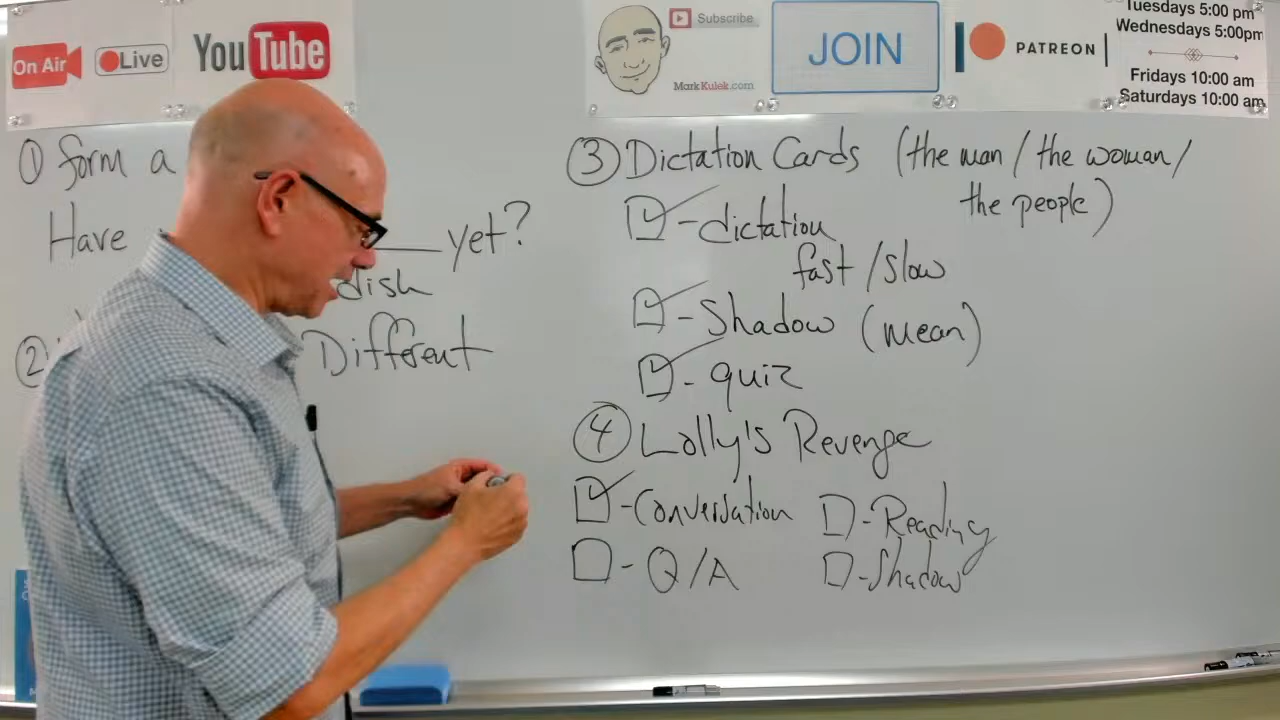 On Air
Live
YouTube
Subscribe
MarkKulek.com
JOIN
PATREON
Tuesdays 5:00 pm
Wednesdays 5:00pm
Fridays 10:00 am
Saturdays 10:00 am
① form a
Have ____ yet?
dish
② Different
③ Dictation Cards (the man / the woman /
the people)
- dictation
fast / slow
- Shadow (mean)
- quiz
④ Lolly's Revenge
- Conversation
- Reading
- Q/A
- Shadow